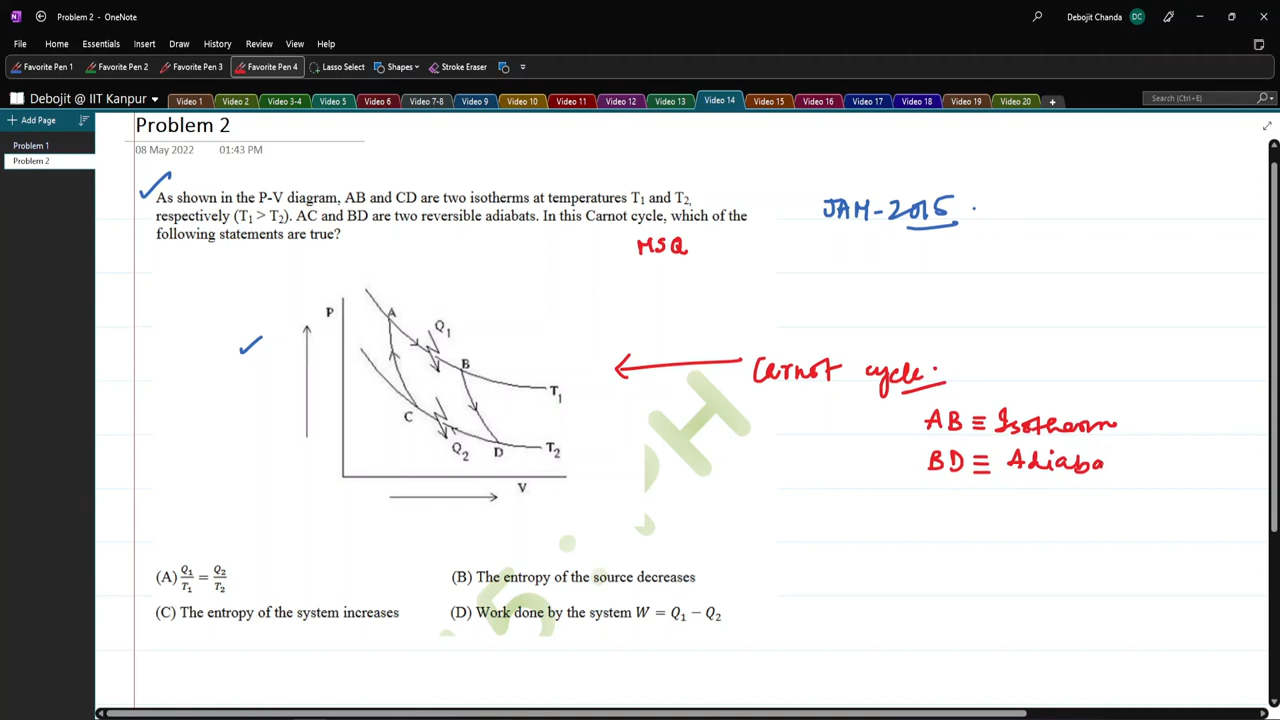 Problem 2 - OneNote
Debojit Chanda DC
File Home Insert Draw History Review View Help Essentials
Favorite Pen 1 Favorite Pen 2 Favorite Pen 3 Favorite Pen 4 Lasso Select Shapes Stroke Eraser
Debojit @ IIT Kanpur Video 1 Video 2 Video 3-4 Video 5 Video 6 Video 7-8 Video 9 Video 10 Video 11 Video 12 Video 13 Video 14 Video 15 Video 16 Video 17 Video 18 Video 19 Video 20 Search (Ctrl+E)
Add Page
Problem 1
Problem 2
Problem 2
08 May 2022 01:43 PM
As shown in the P-V diagram, AB and CD are two isotherms at temperatures T₁ and T₂,
respectively (T₁ > T₂). AC and BD are two reversible adiabats. In this Carnot cycle, which of the
following statements are true?
MSQ
JAM-2015
P
A
Q₁
B
T₁
C
Q₂
D
T₂
V
Carnot cycle.
AB ≡ Isotherm
BD ≡ Adiaba
(A) Q₁/T₁ = Q₂/T₂ (B) The entropy of the source decreases
(C) The entropy of the system increases (D) Work done by the system W = Q₁ − Q₂